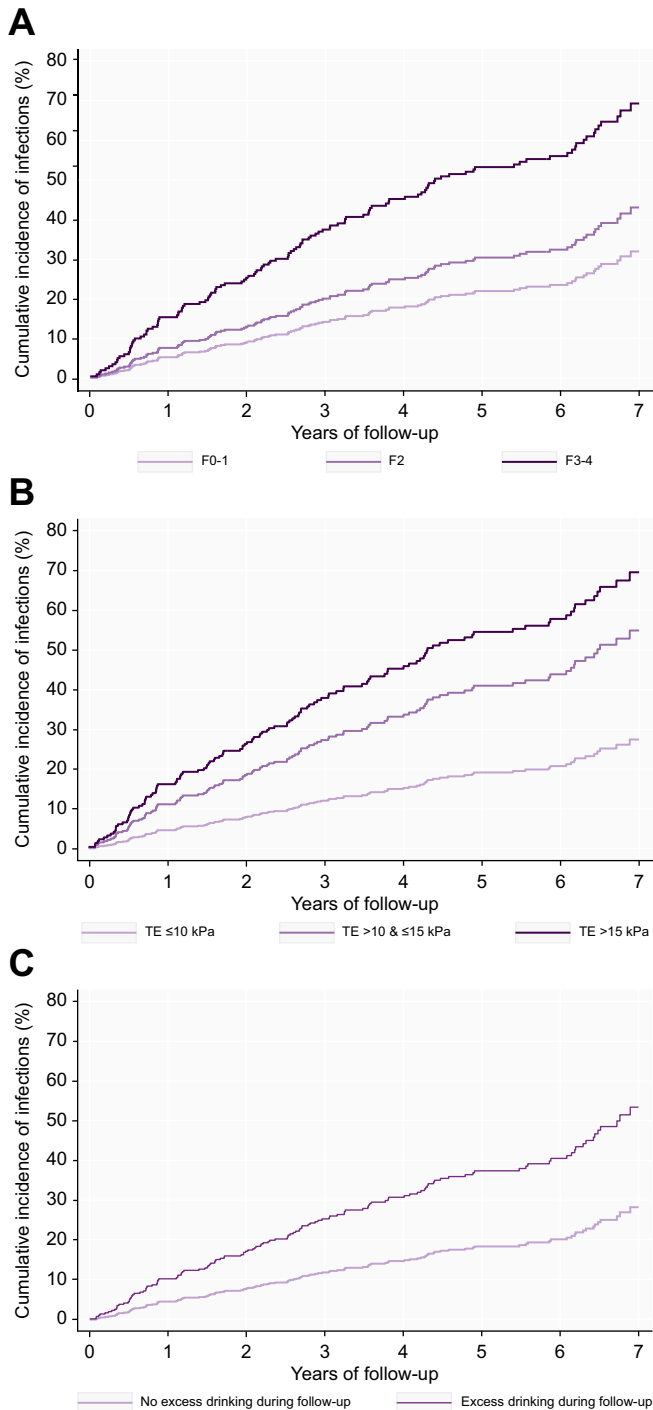 A
Cumulative incidence of infections (%)
80
70
60
50
40
30
20
10
0
0 1 2 3 4 5 6 7
Years of follow-up
F0-1 F2 F3-4
B
Cumulative incidence of infections (%)
80
70
60
50
40
30
20
10
0
0 1 2 3 4 5 6 7
Years of follow-up
TE ≤10 kPa TE >10 & ≤15 kPa TE >15 kPa
C
Cumulative incidence of infections (%)
80
70
60
50
40
30
20
10
0
0 1 2 3 4 5 6 7
Years of follow-up
No excess drinking during follow-up Excess drinking during follow-up